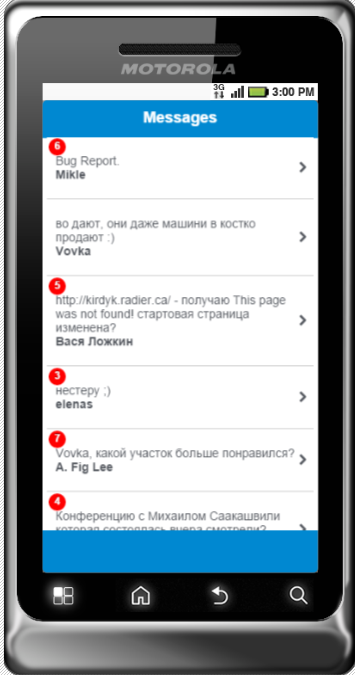 MOTOROLA
3G 3:00 PM
Messages
6
Bug Report.
Mikle
во дают, они даже машини в костко
продают :)
Vovka
5
http://kirdyk.radier.ca/ - получаю This page
was not found! стартовая страница
изменена?
Вася Ложкин
3
нестеру ;)
elenas
7
Vovka, какой участок больше понравился?
A. Fig Lee
4
Конференцию с Михаилом Саакашвили
которая состоялась вчера смотрели?